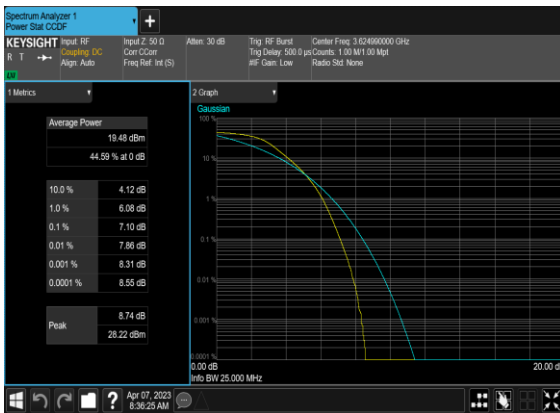 Spectrum Analyzer 1
Power Stat CCDF
KEYSIGHT
R T
LV
Input: RF
Coupling: DC
Align: Auto
Input Z: 50 Ω
Corr CCorr
Freq Ref: Int (S)
Atten: 30 dB
Trig: RF Burst
Trig Delay: 500.0 µs
#IF Gain: Low
Center Freq: 3.624990000 GHz
Counts: 1.00 M/1.00 Mpt
Radio Std: None
1 Metrics
Average Power
19.48 dBm
44.59 % at 0 dB
10.0 % 4.12 dB
1.0 % 6.08 dB
0.1 % 7.10 dB
0.01 % 7.86 dB
0.001 % 8.31 dB
0.0001 % 8.55 dB
Peak
8.74 dB
28.22 dBm
2 Graph
Gaussian
100 %
10 %
1 %
0.1 %
0.01 %
0.001 %
0.0001 %
0.00 dB
20.00 d
Info BW 25.000 MHz
Apr 07, 2023
8:36:25 AM